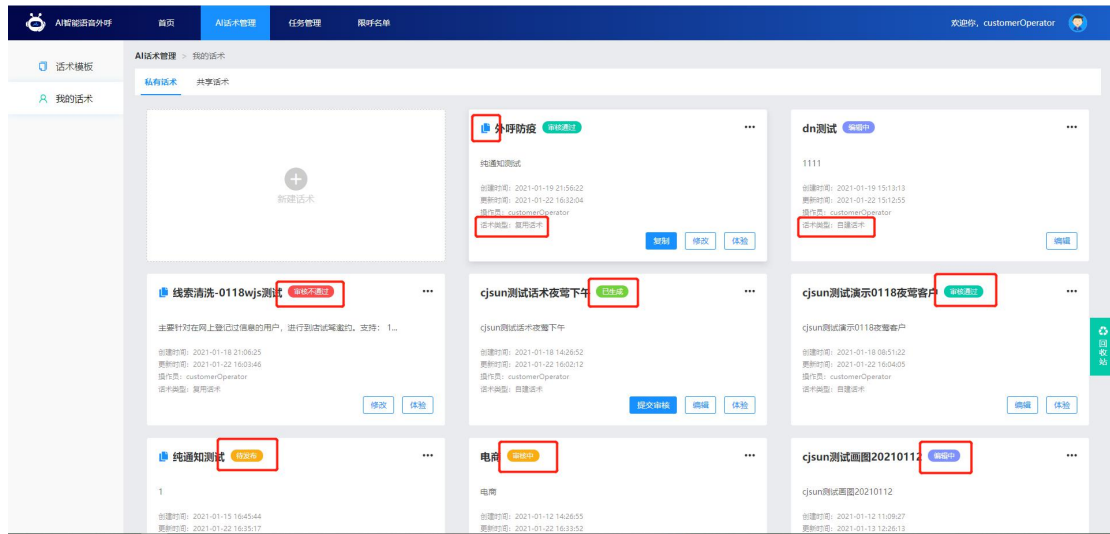 AI智能语音外呼 首页 AI话术管理 任务管理 限呼名单 欢迎你, customerOperator
话术模板
我的话术
AI话术管理 > 我的话术
私有话术 共享话术
新建话术
外呼防疫 审核通过
纯通知测试
创建时间: 2021-01-19 21:56:22
更新时间: 2021-01-22 16:32:04
操作员: customerOperator
话术类型: 复用话术
复制 修改 体验
dn测试 编辑中
1111
创建时间: 2021-01-19 15:13:13
更新时间: 2021-01-22 15:12:55
操作员: customerOperator
话术类型: 自建话术
编辑
线索清洗-0118wjs测试 审核不通过
主要针对在网上登记过信息的用户，进行到店试驾邀约。支持: 1...
创建时间: 2021-01-18 21:06:25
更新时间: 2021-01-22 16:03:46
操作员: customerOperator
话术类型: 复用话术
修改 体验
cjsun测试话术夜莺下午 已生成
cjsun测试话术夜莺下午
创建时间: 2021-01-18 14:26:52
更新时间: 2021-01-22 16:02:12
操作员: customerOperator
话术类型: 自建话术
提交审核 编辑 体验
cjsun测试演示0118夜莺客户 审核通过
cjsun测试演示0118夜莺客户
创建时间: 2021-01-18 08:51:22
更新时间: 2021-01-22 16:04:05
操作员: customerOperator
话术类型: 自建话术
编辑 体验
回收站
纯通知测试 待发布
1
创建时间: 2021-01-15 16:45:44
更新时间: 2021-01-22 16:35:17
电商 审核中
电商
创建时间: 2021-01-12 14:26:55
更新时间: 2021-01-22 16:33:52
cjsun测试画图20210112 编辑中
cjsun测试画图20210112
创建时间: 2021-01-12 11:09:27
更新时间: 2021-01-13 12:26:13